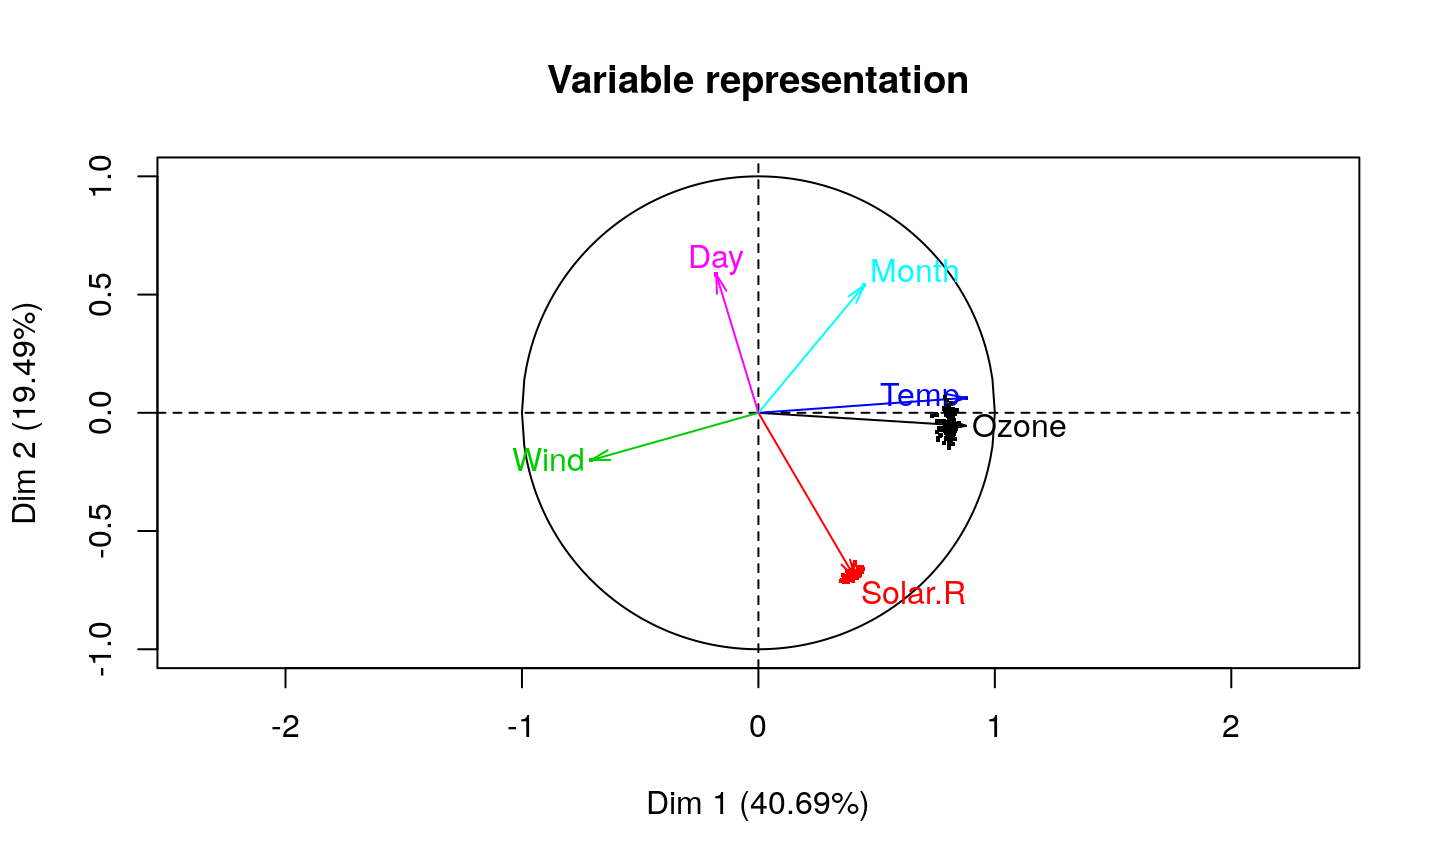 Variable representation
Dim 2 (19.49%)
1.0
0.5
0.0
-0.5
-1.0
Day
Month
Temp
Ozone
Wind
Solar.R
-2
-1
0
1
2
Dim 1 (40.69%)